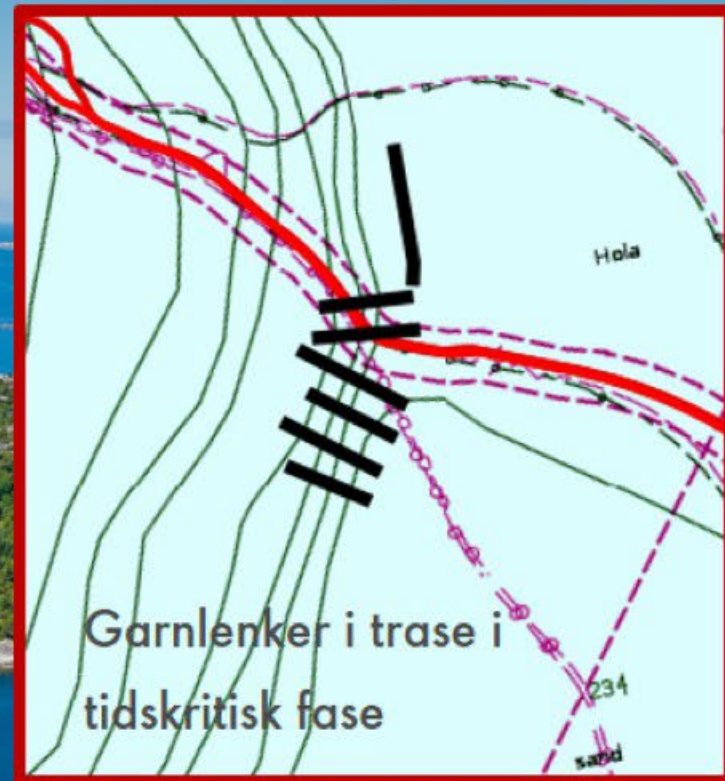 Hola
Garnlenker i trase i
tidskritisk fase
234
sand